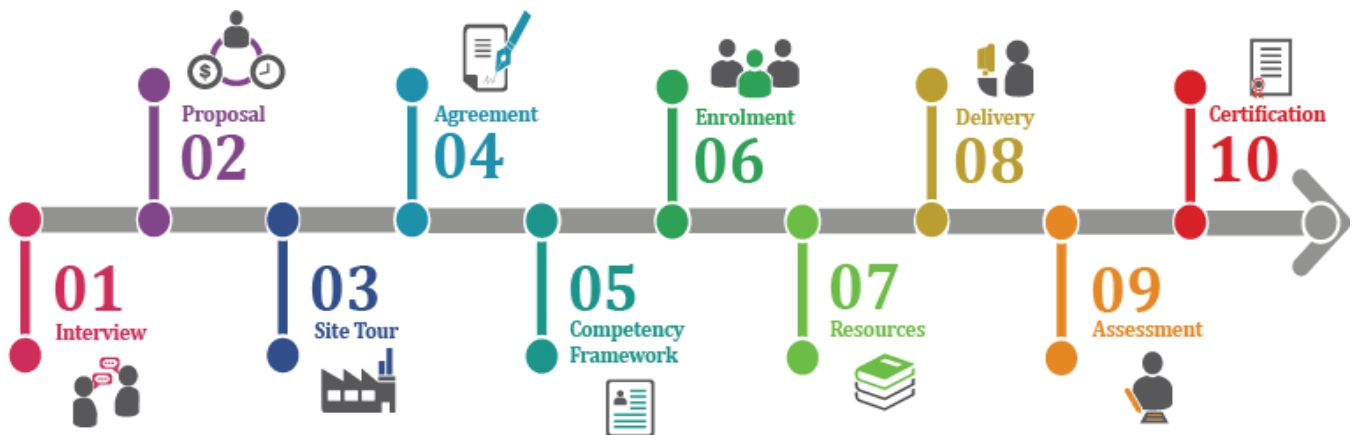 01
Interview
Proposal
02
03
Site Tour
Agreement
04
05
Competency
Framework
Enrolment
06
07
Resources
Delivery
08
09
Assessment
Certification
10
$